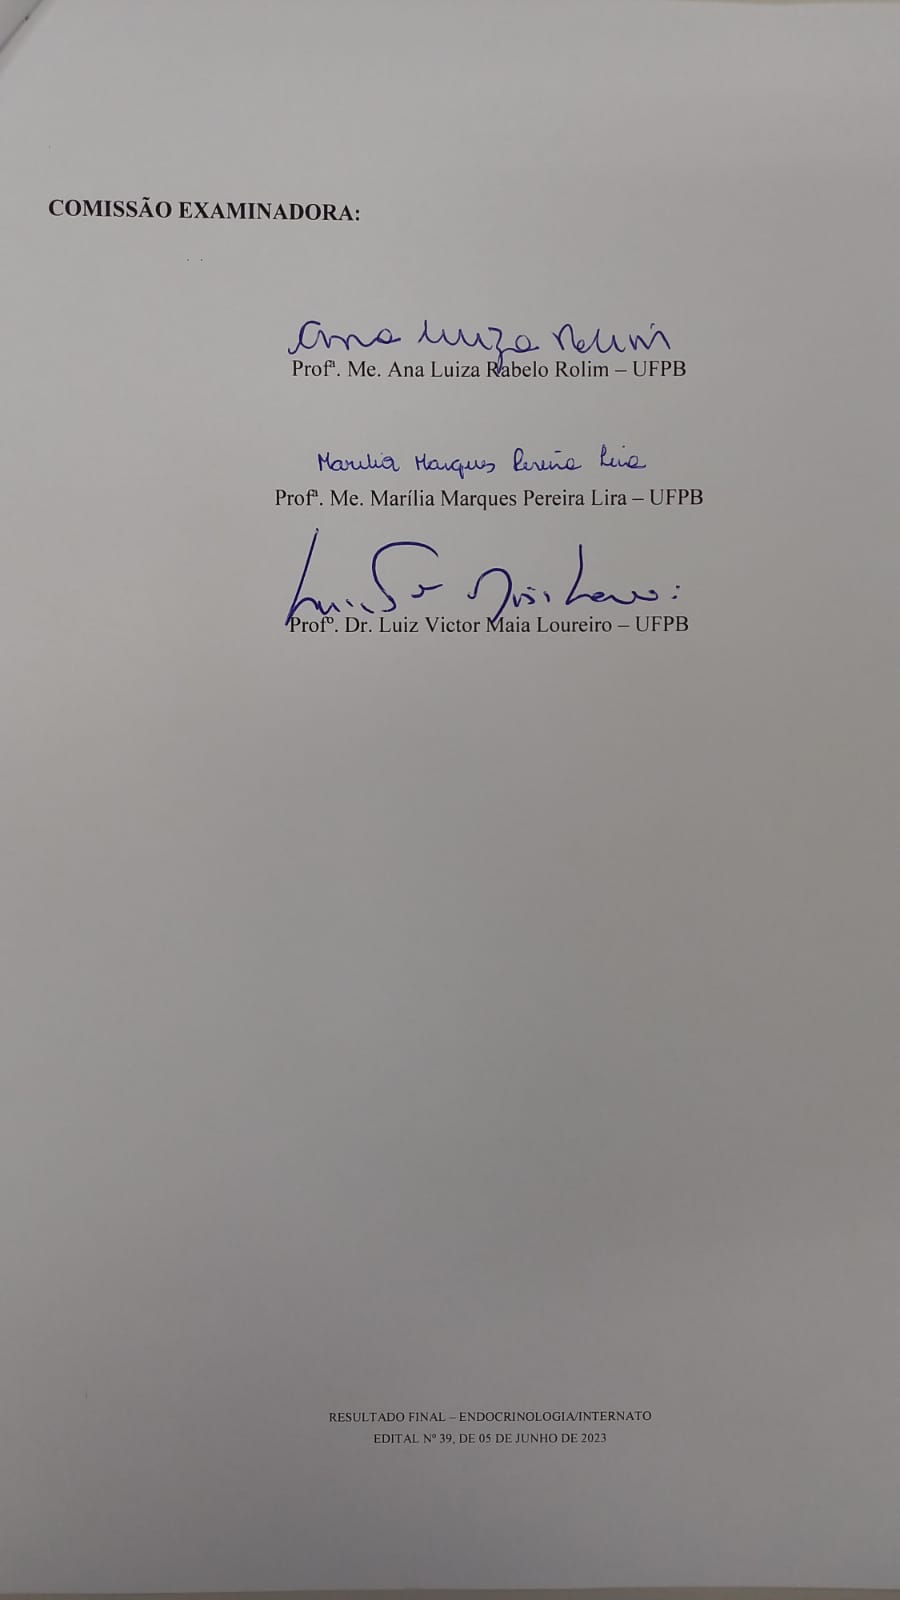 COMISSÃO EXAMINADORA:
Ana Luiza Rolim
Profª. Me. Ana Luiza Rabelo Rolim – UFPB
Marilia Marques Pereira Lira
Profª. Me. Marília Marques Pereira Lira – UFPB
Profº. Dr. Luiz Victor Maia Loureiro – UFPB
RESULTADO FINAL – ENDOCRINOLOGIA/INTERNATO
EDITAL Nº 39, DE 05 DE JUNHO DE 2023